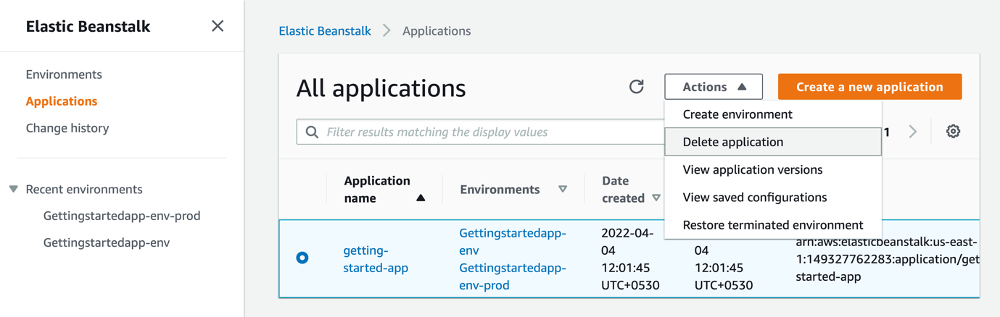 Elastic Beanstalk
Environments
Applications
Change history
Recent environments
Gettingstartedapp-env-prod
Gettingstartedapp-env
Elastic Beanstalk Applications
All applications
Actions
Create a new application
Create environment
Delete application
View application versions
View saved configurations
Restore terminated environment
Filter results matching the display values
1
Application
name
Environments
Date
created
getting-
started-app
Gettingstartedapp-
env
Gettingstartedapp-
env-prod
2022-04-
04
12:01:45
UTC+0530
04
12:01:45
UTC+0530
arn:aws:elasticbeanstalk:us-east-
1:149327762283:application/get
started-app